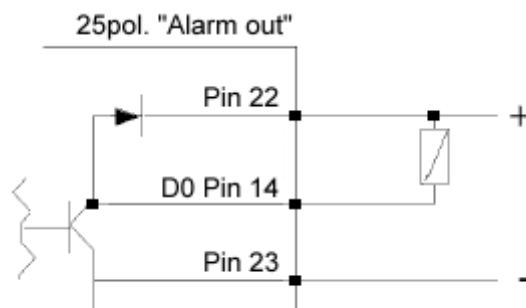 25pol. "Alarm out"
Pin 22
+
D0 Pin 14
Pin 23
-